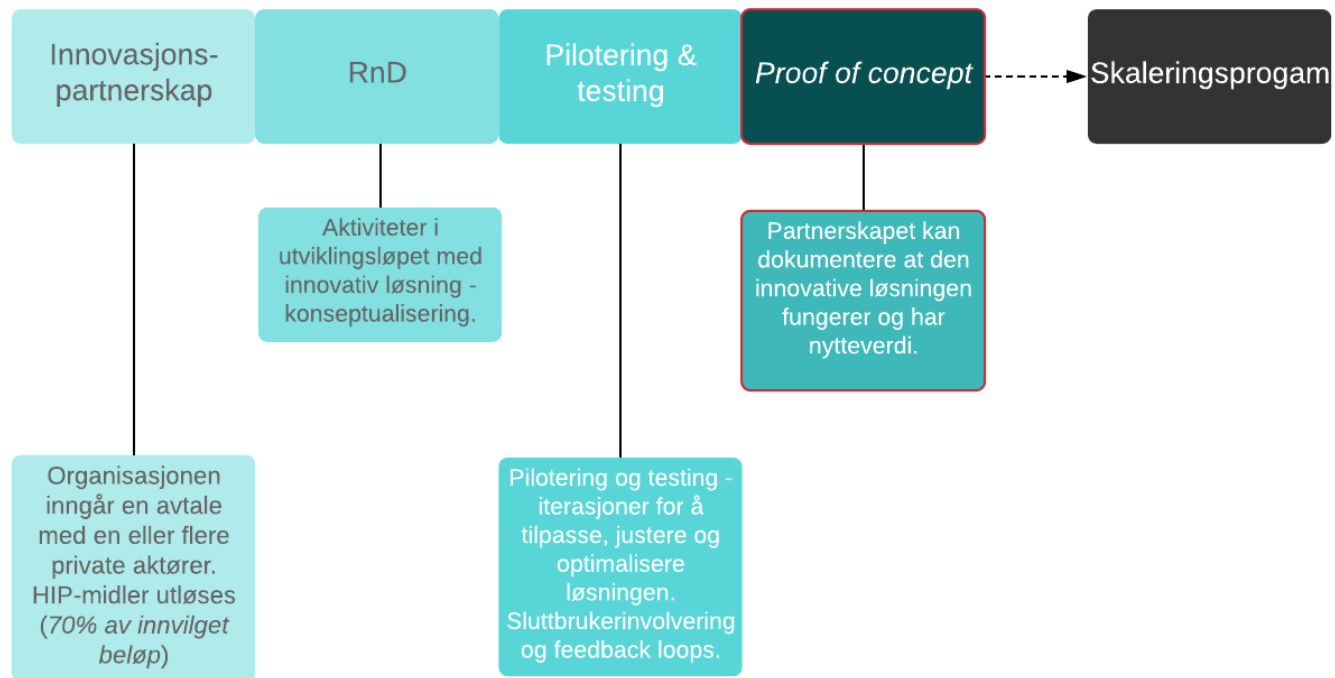 Innovasjons-
partnerskap
RnD
Pilotering &
testing
Proof of concept
Skaleringsprogam
Aktiviteter i
utviklingsløpet med
innovativ løsning -
konseptualisering.
Partnerskapet kan
dokumentere at den
innovative løsningen
fungerer og har
nytteverdi.
Organisasjonen
inngår en avtale
med en eller flere
private aktører.
HIP-midler utløses
(70% av innvilget
beløp)
Pilotering og testing -
iterasjoner for å
tilpasse, justere og
optimalisere
løsningen.
Sluttbrukerinvolvering
og feedback loops.